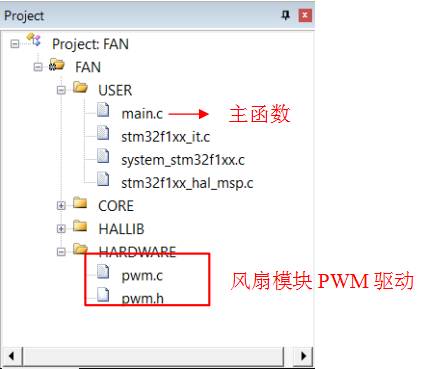 Project
Project: FAN
FAN
USER
main.c 主函数
stm32f1xx_it.c
system_stm32f1xx.c
stm32f1xx_hal_msp.c
CORE
HALLIB
HARDWARE
pwm.c
风扇模块 PWM 驱动
pwm.h